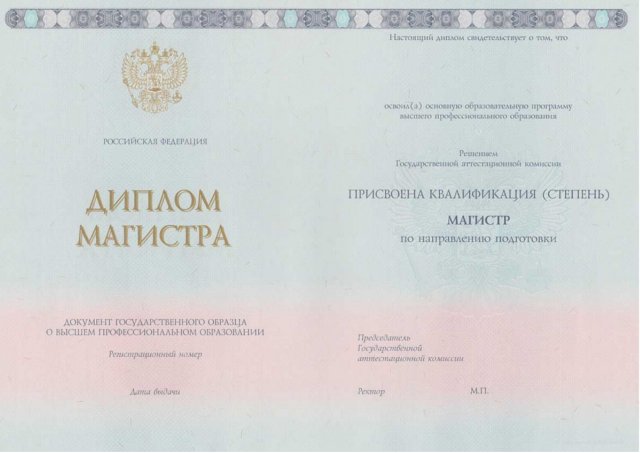 РОССИЙСКАЯ ФЕДЕРАЦИЯ
ДИПЛОМ
МАГИСТРА
ДОКУМЕНТ ГОСУДАРСТВЕННОГО ОБРАЗЦА
О ВЫСШЕМ ПРОФЕССИОНАЛЬНОМ ОБРАЗОВАНИИ
Регистрационный номер
Дата выдачи
Настоящий диплом свидетельствует о том, что
освоил(а) основную образовательную программу
высшего профессионального образования
Решением
Государственной аттестационной комиссии
ПРИСВОЕНА КВАЛИФИКАЦИЯ (СТЕПЕНЬ)
МАГИСТР
по направлению подготовки
Председатель
Государственной
аттестационной комиссии
Ректор М.П.